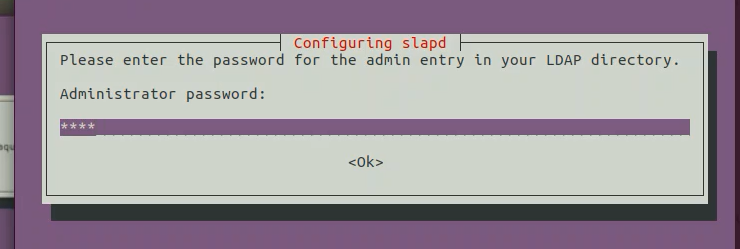 Configuring slapd
Please enter the password for the admin entry in your LDAP directory.
Administrator password:
****
<Ok>